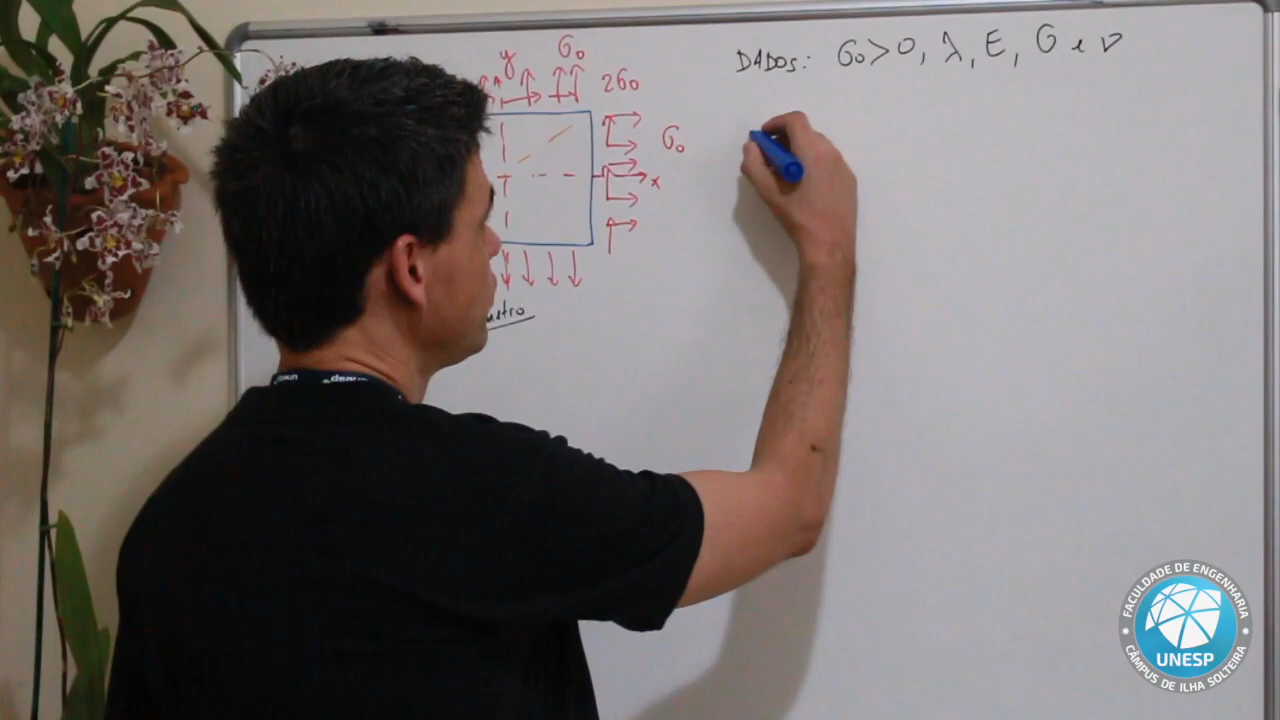 DADOS: σ₀ > 0, λ, E, G e ν
y
σ₀
2σ₀
σ₀
x
FACULDADE DE ENGENHARIA
UNESP
CÂMPUS DE ILHA SOLTEIRA